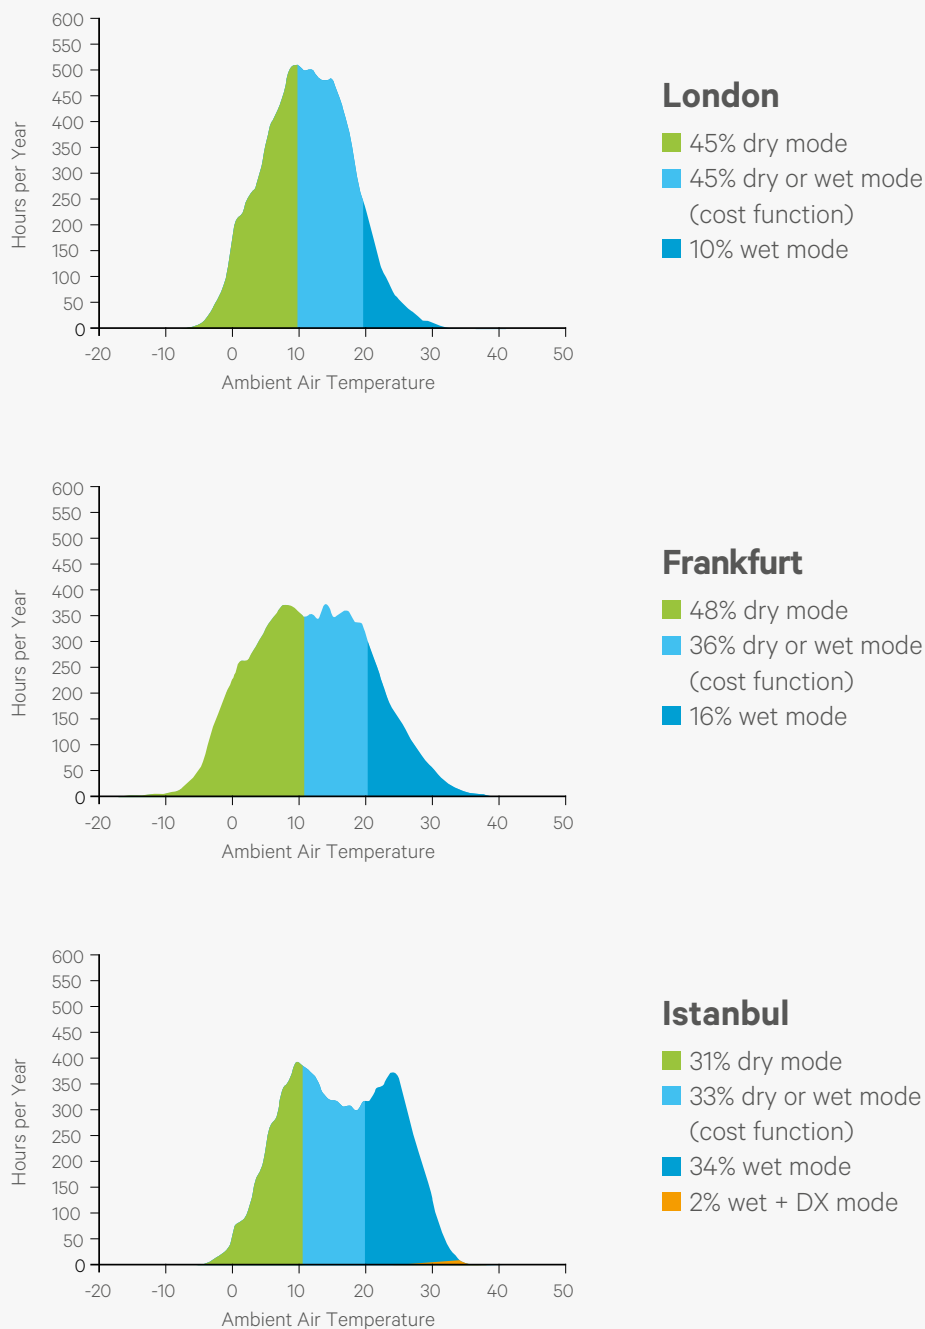 600
550
500
450
400
350
300
250
200
150
100
50
0
Hours per Year
-20 -10 0 10 20 30 40 50
Ambient Air Temperature
London
45% dry mode
45% dry or wet mode
(cost function)
10% wet mode
600
550
500
450
400
350
300
250
200
150
100
50
0
Hours per Year
-20 -10 0 10 20 30 40 50
Ambient Air Temperature
Frankfurt
48% dry mode
36% dry or wet mode
(cost function)
16% wet mode
600
550
500
450
400
350
300
250
200
150
100
50
0
Hours per Year
-20 -10 0 10 20 30 40 50
Ambient Air Temperature
Istanbul
31% dry mode
33% dry or wet mode
(cost function)
34% wet mode
2% wet + DX mode